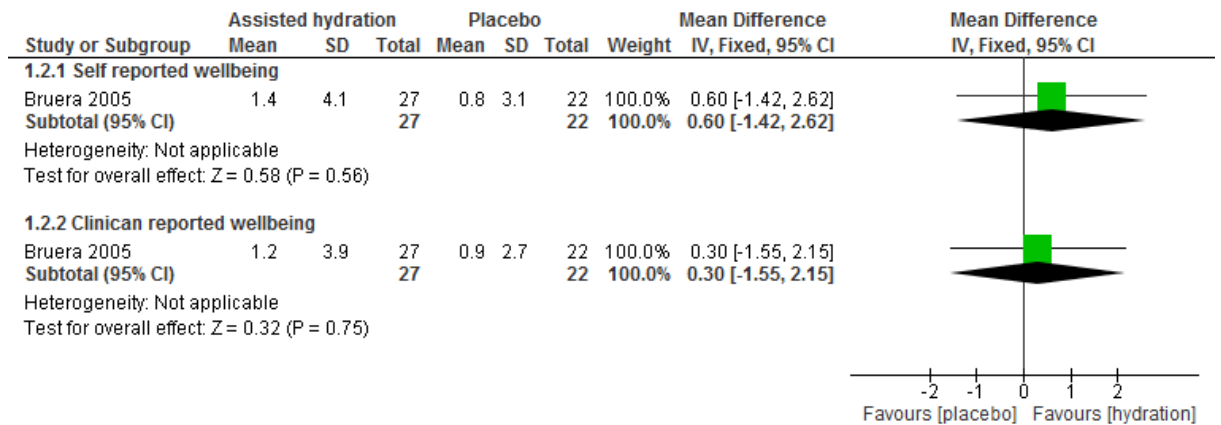 Assisted hydration Placebo Mean Difference Mean Difference
Study or Subgroup Mean SD Total Mean SD Total Weight IV, Fixed, 95% CI IV, Fixed, 95% CI
1.2.1 Self reported wellbeing
Bruera 2005 1.4 4.1 27 0.8 3.1 22 100.0% 0.60 [-1.42, 2.62]
Subtotal (95% CI) 27 22 100.0% 0.60 [-1.42, 2.62]
Heterogeneity: Not applicable
Test for overall effect: Z = 0.58 (P = 0.56)
1.2.2 Clinican reported wellbeing
Bruera 2005 1.2 3.9 27 0.9 2.7 22 100.0% 0.30 [-1.55, 2.15]
Subtotal (95% CI) 27 22 100.0% 0.30 [-1.55, 2.15]
Heterogeneity: Not applicable
Test for overall effect: Z = 0.32 (P = 0.75)
-2 -1 0 1 2
Favours [placebo] Favours [hydration]